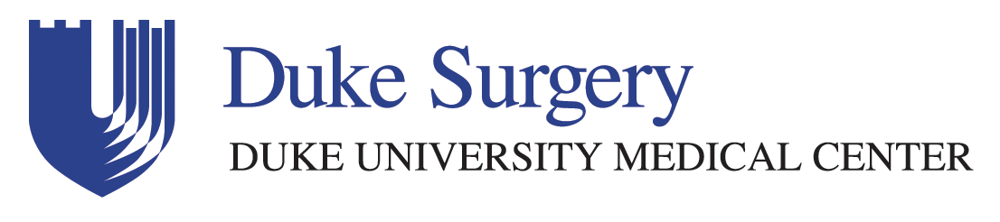 Duke Surgery
DUKE UNIVERSITY MEDICAL CENTER